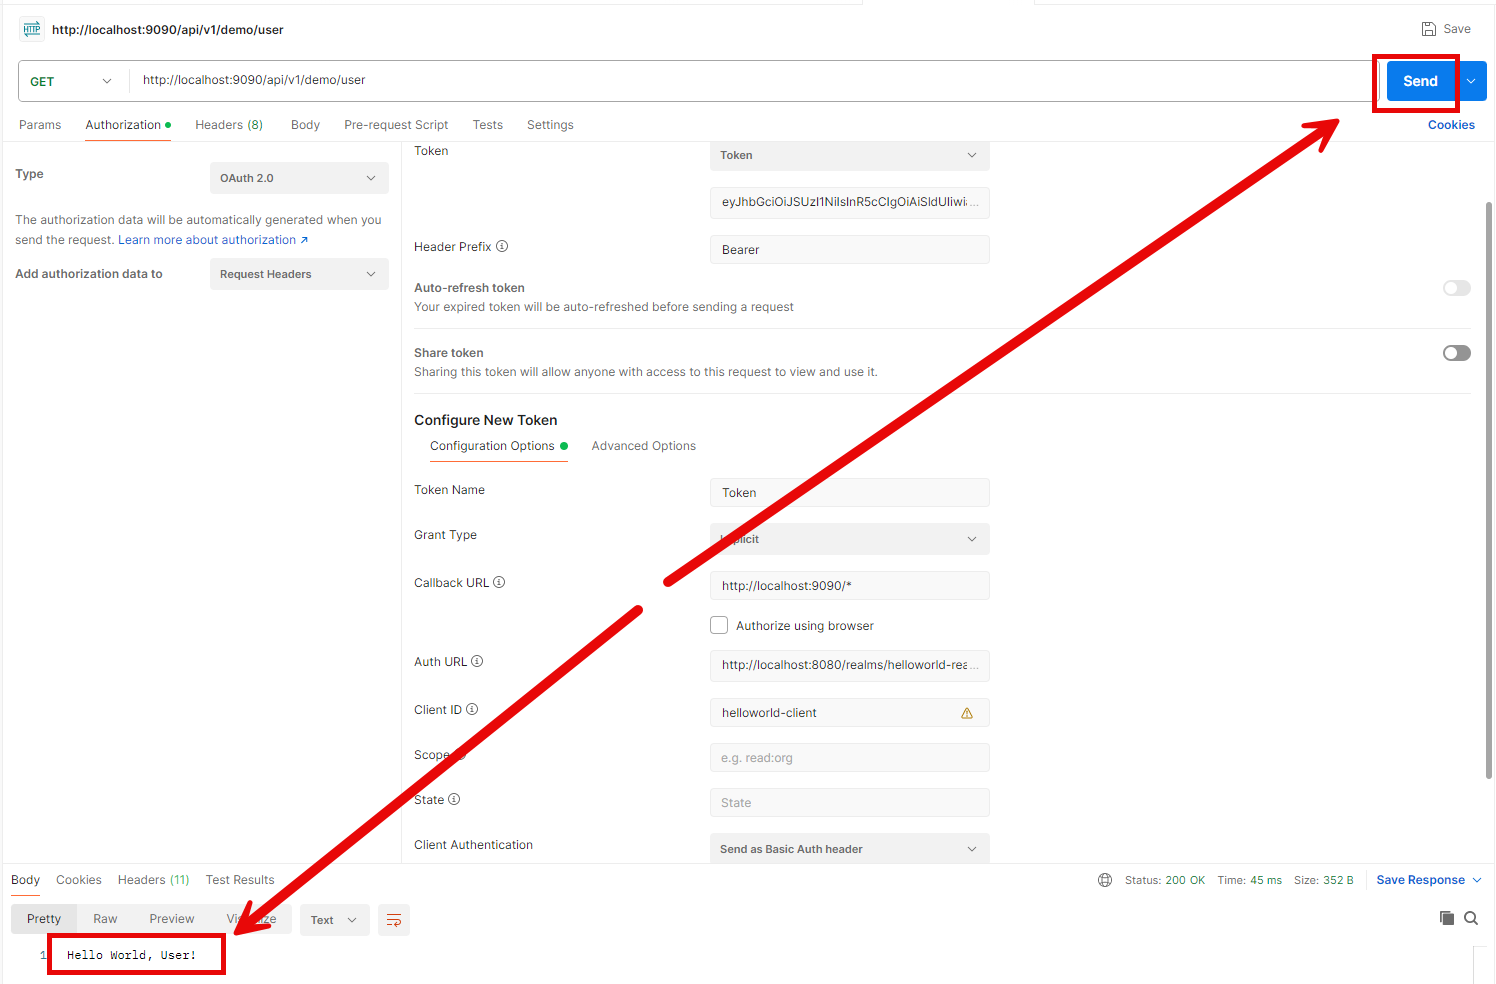 HTTP http://localhost:9090/api/v1/demo/user Save
GET http://localhost:9090/api/v1/demo/user Send
Params Authorization Headers (8) Body Pre-request Script Tests Settings Cookies
Type OAuth 2.0
The authorization data will be automatically generated when you
send the request. Learn more about authorization ↗
Add authorization data to Request Headers
Token Token
eyJhbGciOiJSUzI1NiIsInR5cCIgOiAiSldUIiwi...
Header Prefix Bearer
Auto-refresh token
Your expired token will be auto-refreshed before sending a request
Share token
Sharing this token will allow anyone with access to this request to view and use it.
Configure New Token
Configuration Options Advanced Options
Token Name Token
Grant Type
Callback URL http://localhost:9090/*
Authorize using browser
Auth URL http://localhost:8080/realms/helloworld-rea...
Client ID helloworld-client
Scope e.g. read:org
State State
Client Authentication Send as Basic Auth header
Body Cookies Headers (11) Test Results Status: 200 OK Time: 45 ms Size: 352 B Save Response
Pretty Raw Preview Visualize Text
1 Hello World, User!